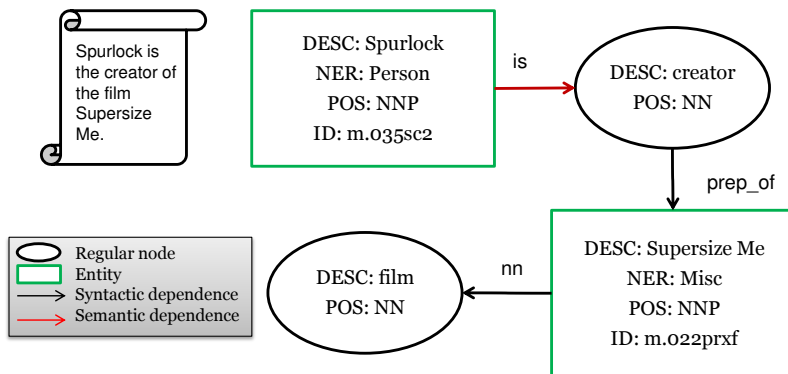 Spurlock is
the creator of
the film
Supersize
Me.
DESC: Spurlock
NER: Person
POS: NNP
ID: m.035sc2
is
DESC: creator
POS: NN
prep_of
DESC: Supersize Me
NER: Misc
POS: NNP
ID: m.022prxf
nn
DESC: film
POS: NN
Regular node
Entity
Syntactic dependence
Semantic dependence